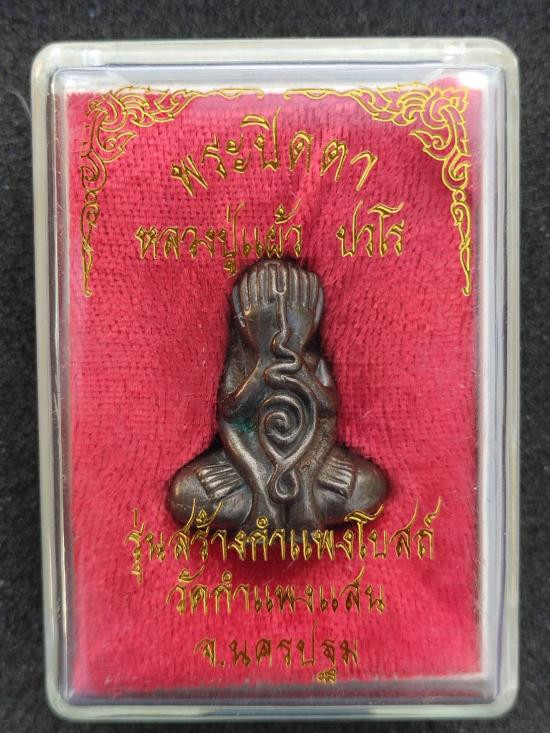 พระปิดตา
หลวงปู่แผ้ว ปวโร
รุ่นสร้างกำแพงโบสถ์
วัดกำแพงแสน
จ.นครปฐม